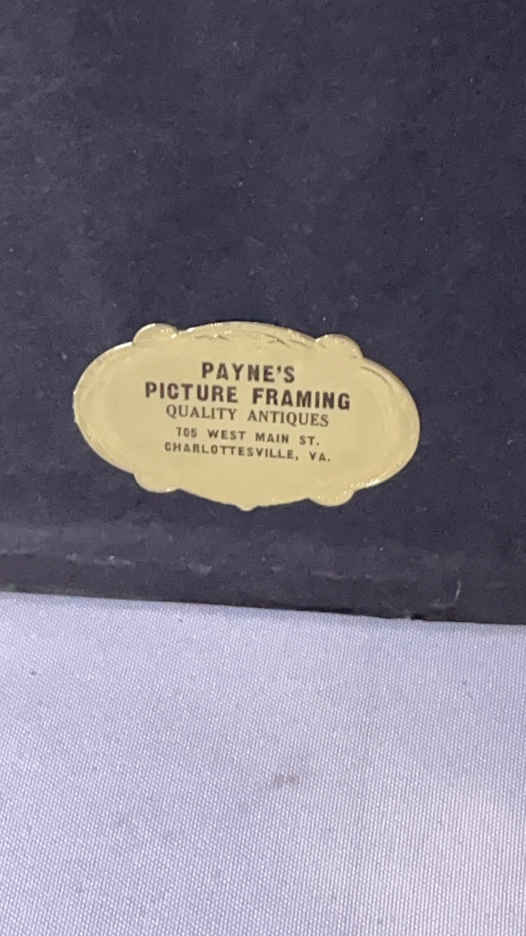 PAYNE'S
PICTURE FRAMING
QUALITY ANTIQUES
705 WEST MAIN ST.
CHARLOTTESVILLE, VA.